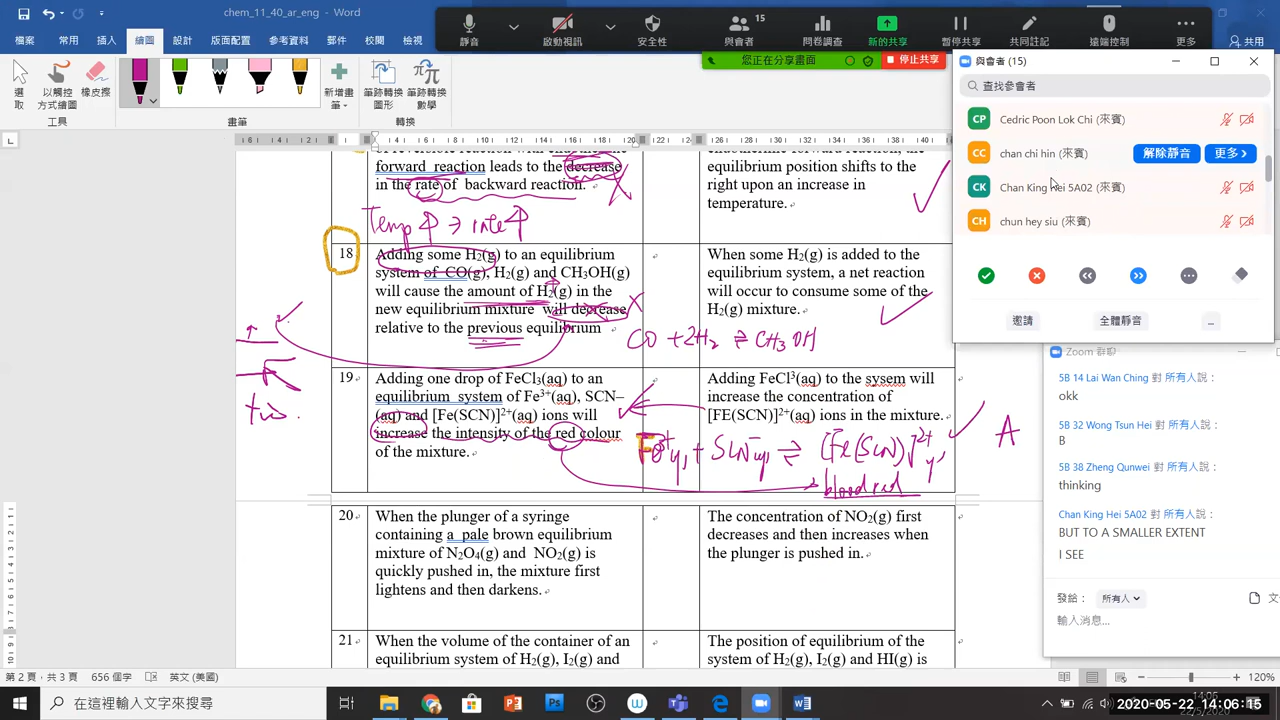 chem_11_40_ar_eng
靜音
啟動視訊
安全性
15
與會者
問卷調查
新的共享
暫停共享
共同註記
遠端控制
更多
檔案
常用
插入
繪圖
設計
版面配置
參考資料
郵件
校閱
檢視
共用
您正在分享畫面
停止共享
選取
以觸控方式繪圖
橡皮擦
新增畫筆
筆跡轉換圖形
筆跡轉換數學
工具
畫筆
轉換
forward reaction leads to the decrease
in the rate of backward reaction.
Temp ↑ → rate ↑
equilibrium position shifts to the
right upon an increase in
temperature.
18
Adding some H2(g) to an equilibrium
system of CO(g), H2(g) and CH3OH(g)
will cause the amount of H2(g) in the
new equilibrium mixture will decrease
relative to the previous equilibrium
When some H2(g) is added to the
equilibrium system, a net reaction
will occur to consume some of the
H2(g) mixture.
CO + 2H2 ⇌ CH3OH
19
Adding one drop of FeCl3(aq) to an
equilibrium system of Fe3+(aq), SCN–
(aq) and [Fe(SCN)]2+(aq) ions will
increase the intensity of the red colour
of the mixture.
Adding FeCl3(aq) to the sysem will
increase the concentration of
[FE(SCN)]2+(aq) ions in the mixture.
A
blood red
20
When the plunger of a syringe
containing a pale brown equilibrium
mixture of N2O4(g) and NO2(g) is
quickly pushed in, the mixture first
lightens and then darkens.
The concentration of NO2(g) first
decreases and then increases when
the plunger is pushed in.
21
When the volume of the container of an
equilibrium system of H2(g), I2(g) and
The position of equilibrium of the
system of H2(g), I2(g) and HI(g) is
與會者 (15)
查找參會者
CP Cedric Poon Lok Chi (來賓)
CC chan chi hin (來賓) 解除靜音 更多
CK Chan King Hei 5A02 (來賓)
CH chun hey siu (來賓)
邀請
全體靜音
...
Zoom 群聊
5B 14 Lai Wan Ching 對 所有人說：
okk
5B 32 Wong Tsun Hei 對 所有人說：
B
5B 38 Zheng Qunwei 對 所有人說：
thinking
Chan King Hei 5A02 對 所有人說：
BUT TO A SMALLER EXTENT
I SEE
發給： 所有人
輸入消息...
第 2 頁，共 3 頁
656 個字
英文 (美國)
120%
在這裡輸入文字來搜尋
2020-05-22 14:06:15